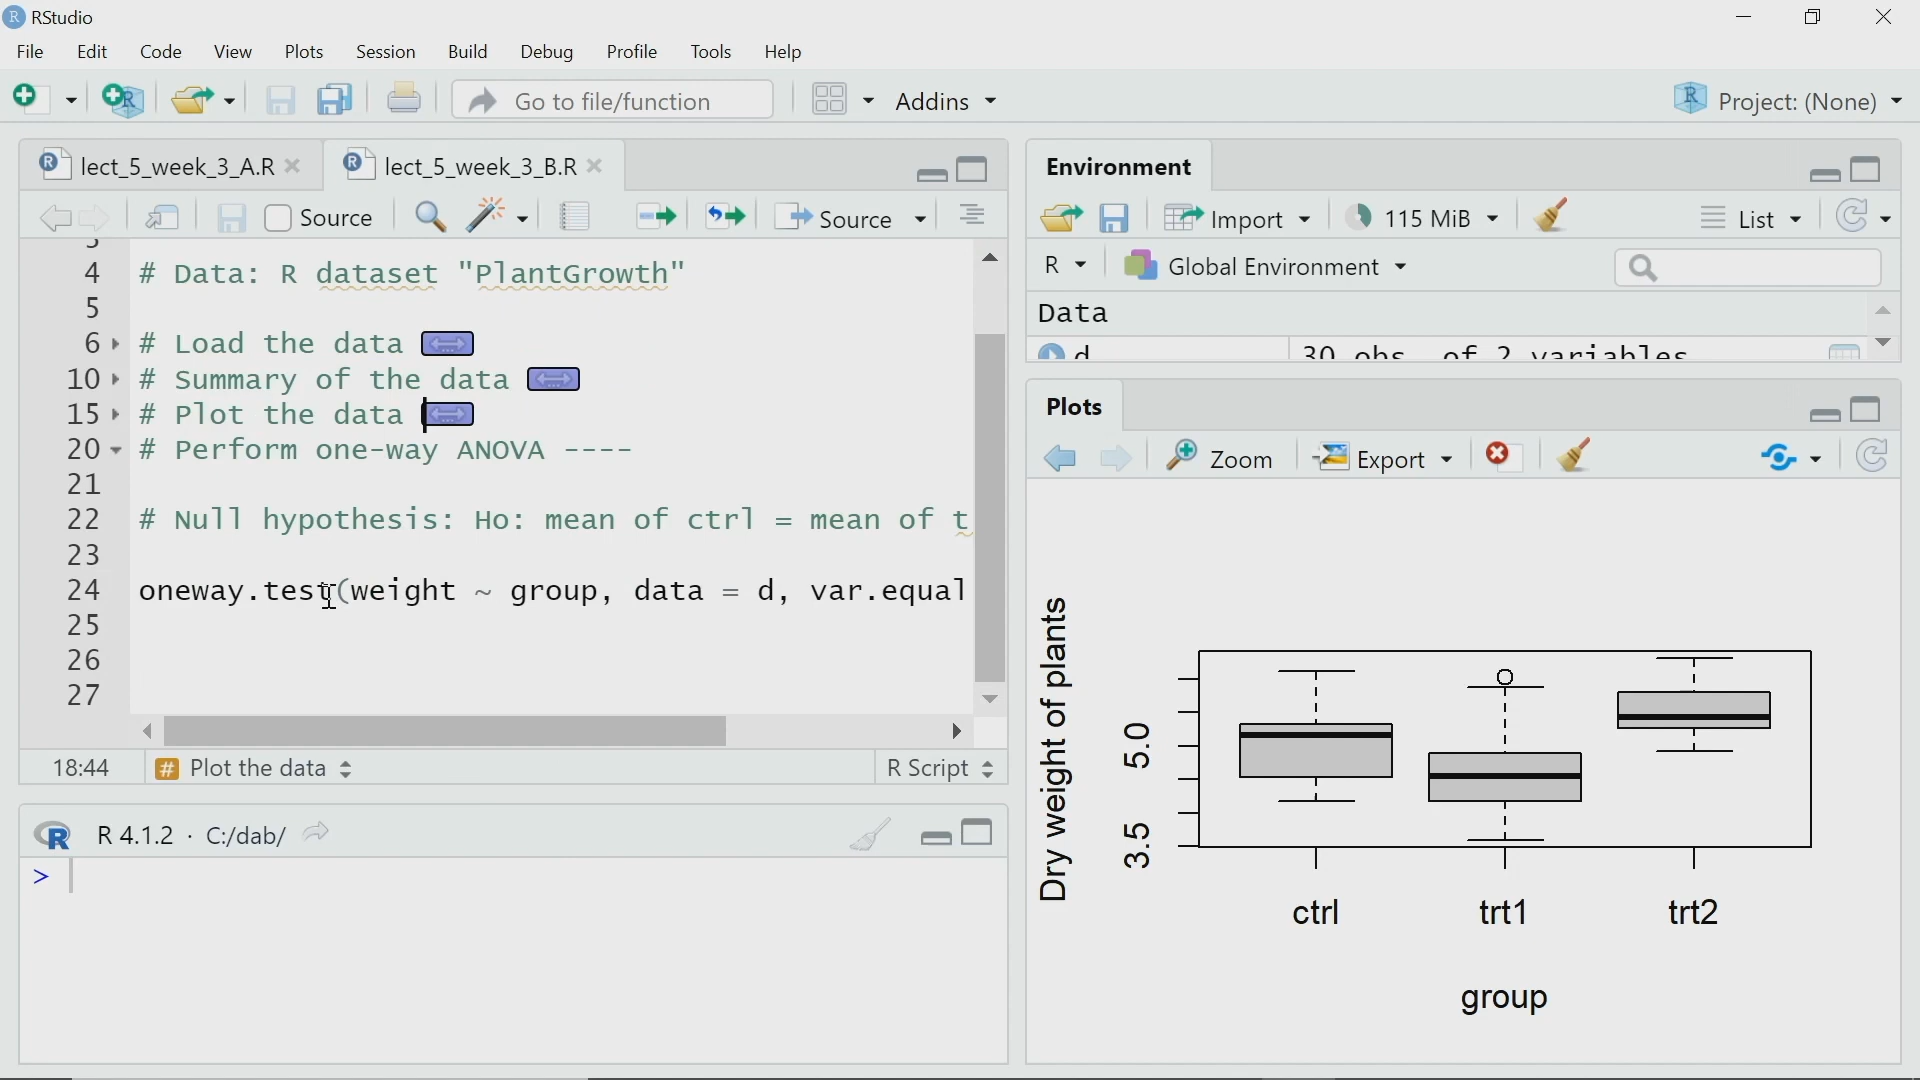 RStudio
File Edit Code View Plots Session Build Debug Profile Tools Help
Go to file/function Addins Project: (None)
lect_5_week_3_A.R lect_5_week_3_B.R
Source Source
4 # Data: R dataset "PlantGrowth"
5
6 # Load the data
10 # Summary of the data
15 # Plot the data
20 # Perform one-way ANOVA ----
21
22 # Null hypothesis: Ho: mean of ctrl = mean of t
23
24 oneway.test(weight ~ group, data = d, var.equal
25
26
27
18:44 # Plot the data R Script
R 4.1.2 · C:/dab/
>
Environment
Import 115 MiB List
R Global Environment
Data
d 30 obs. of 2 variables
Plots
Zoom Export
Dry weight of plants
5.0
3.5
ctrl trt1 trt2
group